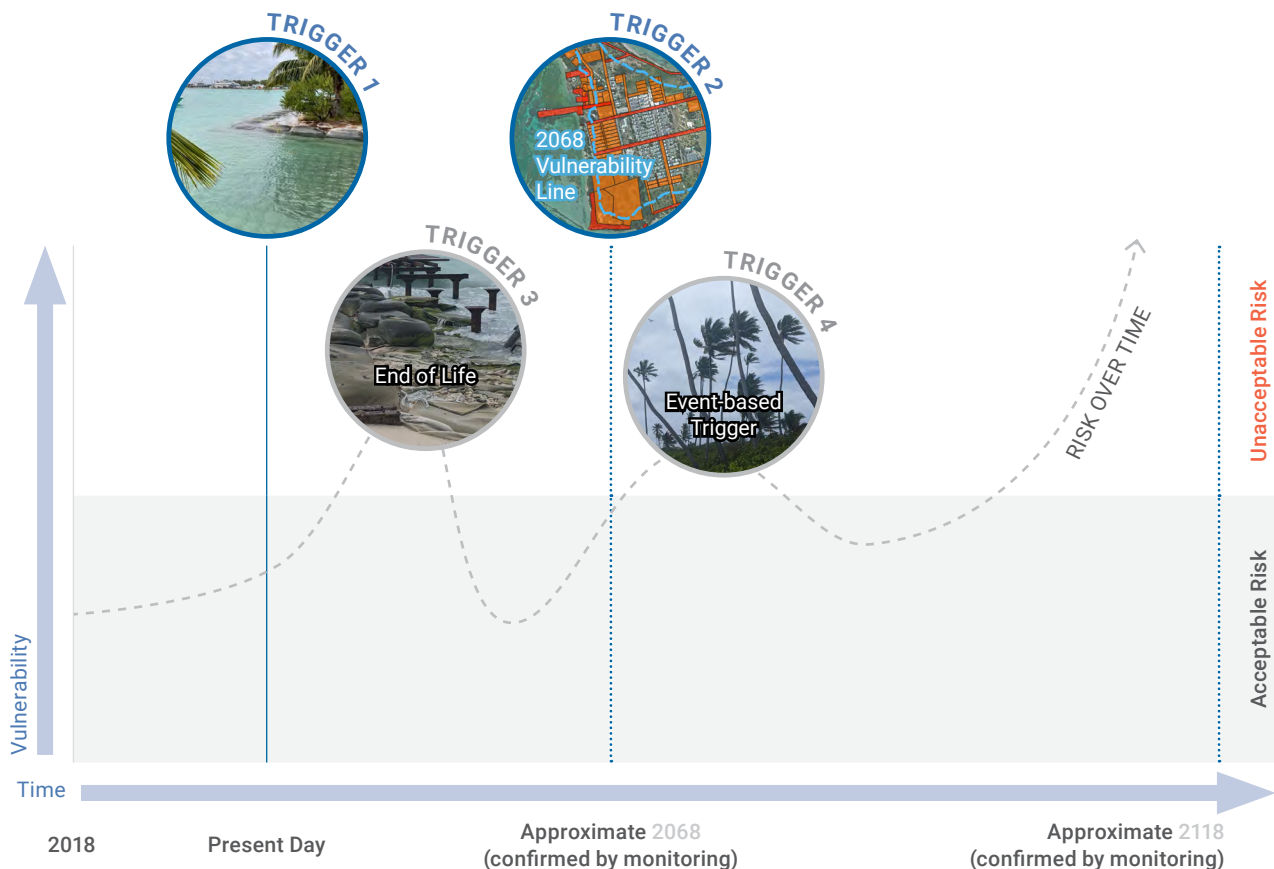 TRIGGER 1
TRIGGER 2
2068
Vulnerability
Line
TRIGGER 3
End of Life
TRIGGER 4
Event-based
Trigger
RISK OVER TIME
Unacceptable Risk
Acceptable Risk
Vulnerability
Time
2018
Present Day
Approximate 2068
(confirmed by monitoring)
Approximate 2118
(confirmed by monitoring)